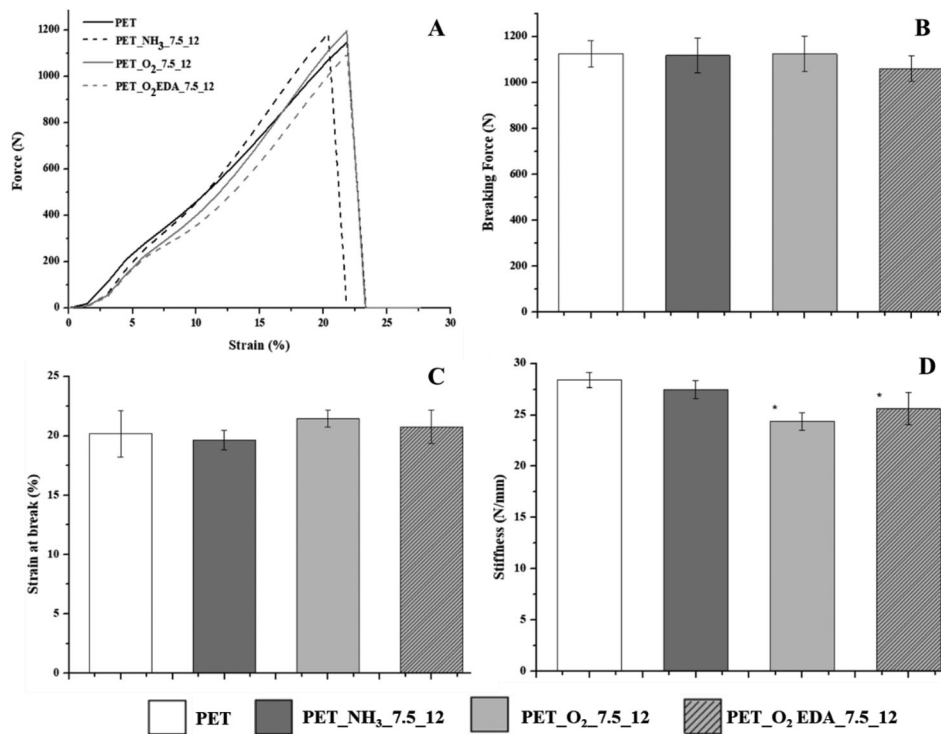 A
PET
PET_NH3_7.5_12
PET_O2_7.5_12
PET_O2EDA_7.5_12
Force (N)
1200
1000
800
600
400
200
0
0 5 10 15 20 25 30
Strain (%)
B
Breaking Force (N)
1200
1000
800
600
400
200
0
C
Strain at break (%)
25
20
15
10
5
0
D
Stiffness (N/mm)
30
25
20
15
10
5
0
* *
PET PET_NH3_7.5_12 PET_O2_7.5_12 PET_O2 EDA_7.5_12